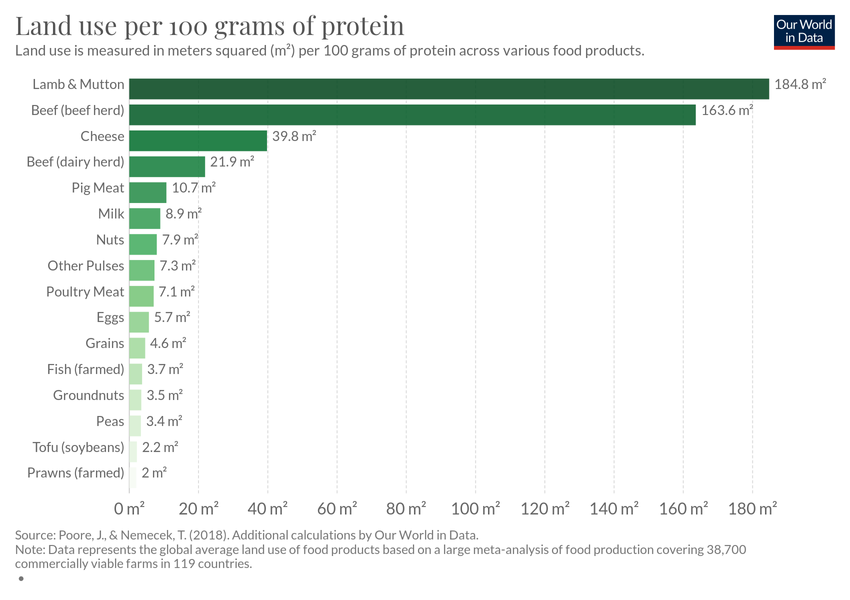 Land use per 100 grams of protein
Our World
in Data
Land use is measured in meters squared (m²) per 100 grams of protein across various food products.
Lamb & Mutton 184.8 m²
Beef (beef herd) 163.6 m²
Cheese 39.8 m²
Beef (dairy herd) 21.9 m²
Pig Meat 10.7 m²
Milk 8.9 m²
Nuts 7.9 m²
Other Pulses 7.3 m²
Poultry Meat 7.1 m²
Eggs 5.7 m²
Grains 4.6 m²
Fish (farmed) 3.7 m²
Groundnuts 3.5 m²
Peas 3.4 m²
Tofu (soybeans) 2.2 m²
Prawns (farmed) 2 m²
0 m² 20 m² 40 m² 60 m² 80 m² 100 m² 120 m² 140 m² 160 m² 180 m²
Source: Poore, J., & Nemecek, T. (2018). Additional calculations by Our World in Data.
Note: Data represents the global average land use of food products based on a large meta-analysis of food production covering 38,700
commercially viable farms in 119 countries.
•